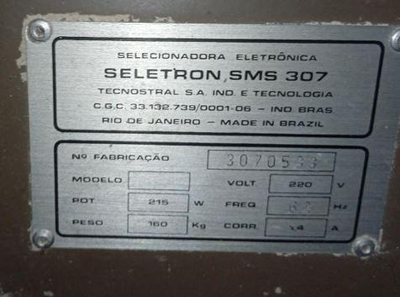 SELECIONADORA ELETRÔNICA
SELETRON SMS 307
TECNOSTRAL S.A. IND. E TECNOLOGIA
C.G.C. 33.132.739/0001-06 - IND. BRAS
RIO DE JANEIRO - MADE IN BRAZIL
Nº FABRICAÇÃO 30705
MODELO VOLT 220 V
POT 215 W FREQ Hz
PESO 160 Kg CORR. A